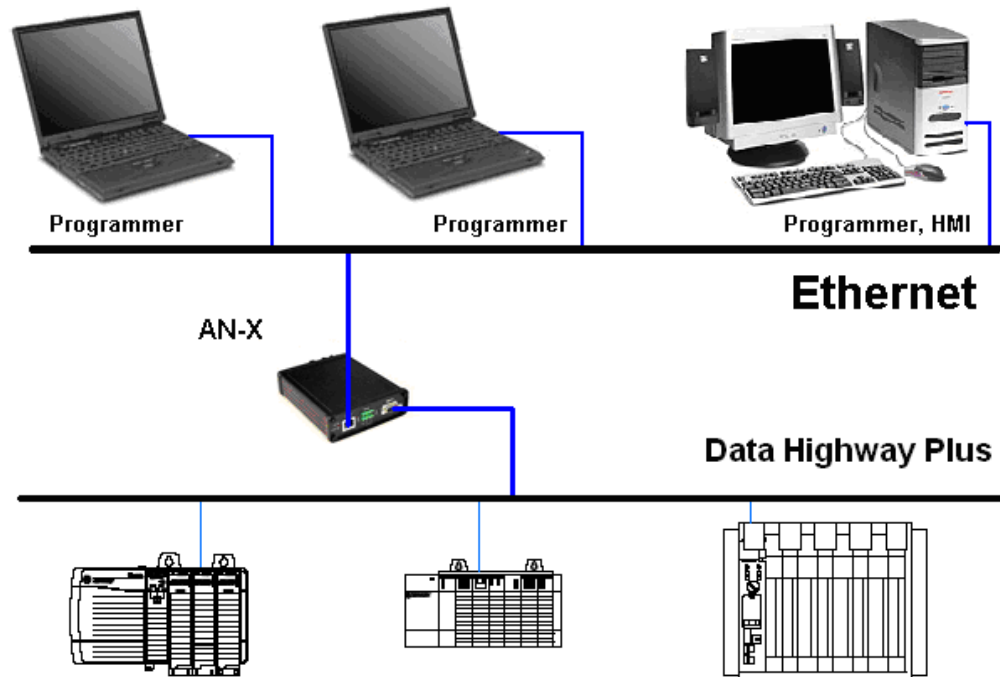 Programmer
Programmer
Programmer, HMI
Ethernet
AN-X
Data Highway Plus